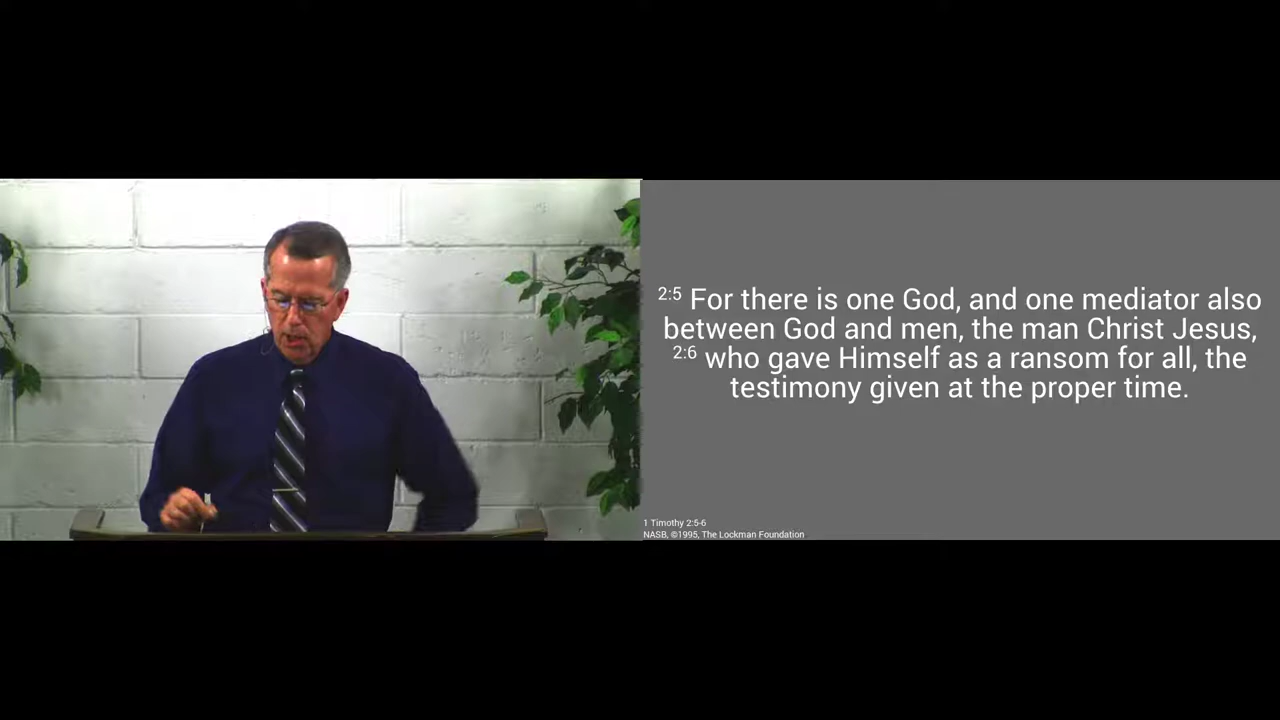 2:5 For there is one God, and one mediator also
between God and men, the man Christ Jesus,
2:6 who gave Himself as a ransom for all, the
testimony given at the proper time.
1 Timothy 2:5-6
NASB, ©1995, The Lockman Foundation